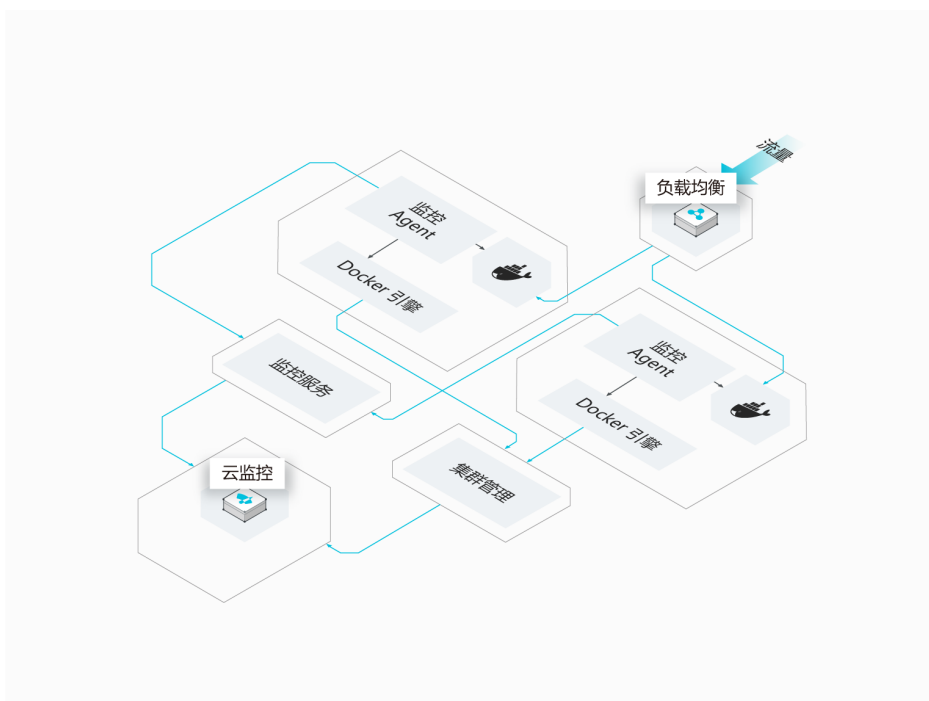 流量
负载均衡
监控
Agent
Docker 引擎
监控
Agent
Docker 引擎
监控服务
集群管理
云监控